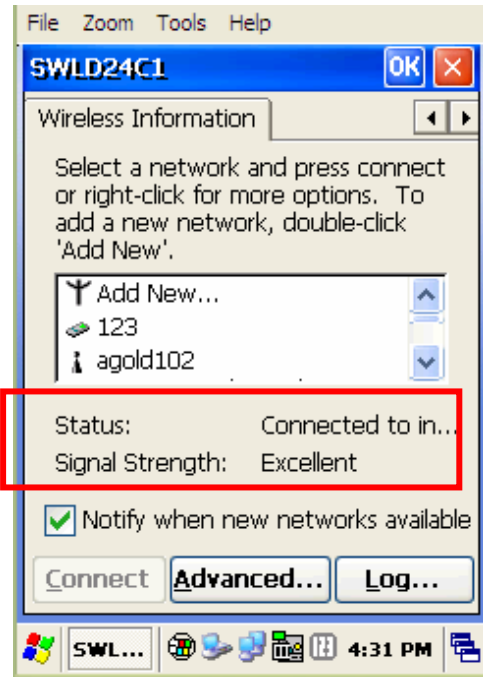 File Zoom Tools Help
SWLD24C1 OK
Wireless Information
Select a network and press connect
or right-click for more options. To
add a new network, double-click
'Add New'.
Add New...
123
agold102
Status: Connected to in...
Signal Strength: Excellent
Notify when new networks available
Connect Advanced... Log...
SWL... 4:31 PM